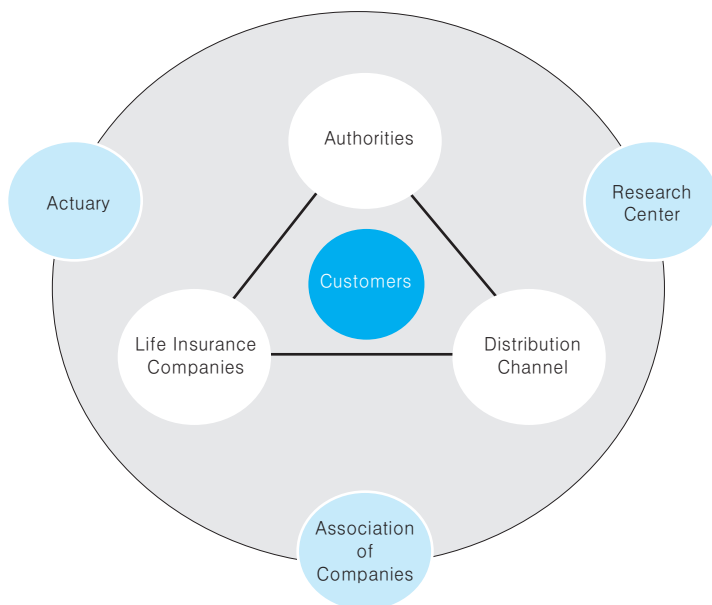 Authorities
Actuary
Research
Center
Customers
Life Insurance
Companies
Distribution
Channel
Association
of
Companies